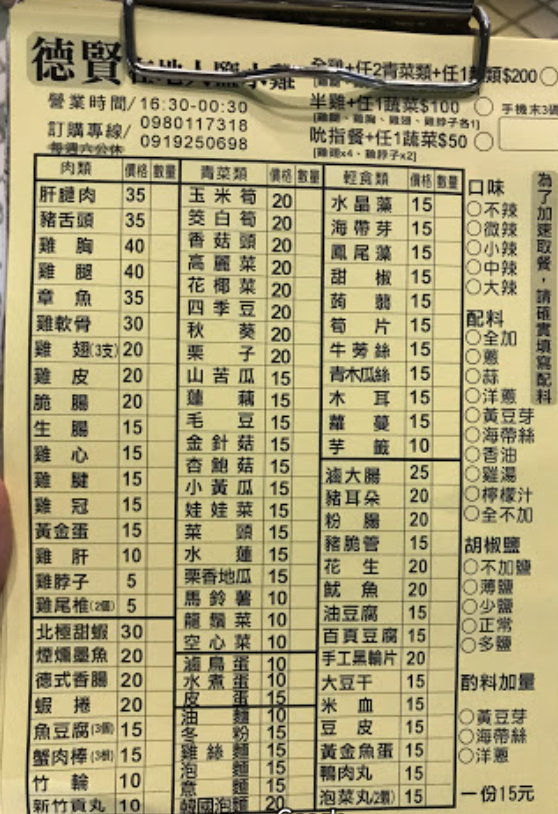 德賢在地人鹽水雞
全雞+任2青菜類+任1 類$200
半雞+任1蔬菜$100
吮指餐+任1蔬菜$50
[雞翅x4、雞脖子x2]
手機末3碼
營業時間/16:30-00:30
訂購專線/0980117318
0919250698
每週六公休
肉類 價格 數量
肝腱肉 35
豬舌頭 35
雞胸 40
雞腿 40
章魚 35
雞軟骨 30
雞翅(3支) 20
雞皮 20
脆腸 20
生腸 15
雞心 15
雞腱 15
雞冠 15
黃金蛋 15
雞肝 10
雞脖子 5
雞尾椎(2個) 5
北極甜蝦 30
煙燻墨魚 20
德式香腸 20
蝦捲 20
魚豆腐(3個) 15
蟹肉棒(3根) 15
竹輪 10
新竹貢丸 10
青菜類 價格 數量
玉米筍 20
筊白筍 20
香菇頭 20
高麗菜 20
花椰菜 20
四季豆 20
秋葵 20
栗子 20
山苦瓜 15
蓮藕 15
毛豆 15
金針菇 15
杏鮑菇 15
小黃瓜 15
娃娃菜 15
菜頭 15
水蓮 15
栗香地瓜 15
馬鈴薯 10
龍鬚菜 10
空心菜 10
滷鳥蛋 10
水煮蛋 10
皮蛋 15
油麵 10
冬粉 15
雞絲麵 15
泡麵 15
意麵 15
韓國泡麵 20
輕食類 價格 數量
水晶藻 15
海帶芽 15
鳳尾藻 15
甜椒 15
蒟蒻 15
筍片 15
牛蒡絲 15
青木瓜絲 15
木耳 15
蘿蔓 15
芋籤 10
滷大腸 25
豬耳朵 20
粉腸 20
豬脆管 15
花生 20
魷魚 20
油豆腐 15
百頁豆腐 15
手工黑輪片 20
大豆干 15
米血 15
豆皮 15
黃金魚蛋 15
鴨肉丸 15
泡菜丸(2顆) 15
口味
○不辣
○微辣
○小辣
○中辣
○大辣
配料
○全加
○蔥
○蒜
○洋蔥
○黃豆芽
○海帶絲
○香油
○雞湯
○檸檬汁
○全不加
胡椒鹽
○不加鹽
○薄鹽
○少鹽
○正常
○多鹽
酌料加量
○黃豆芽
○海帶絲
○洋蔥
一份15元
為了加速取餐，請確實填寫配料